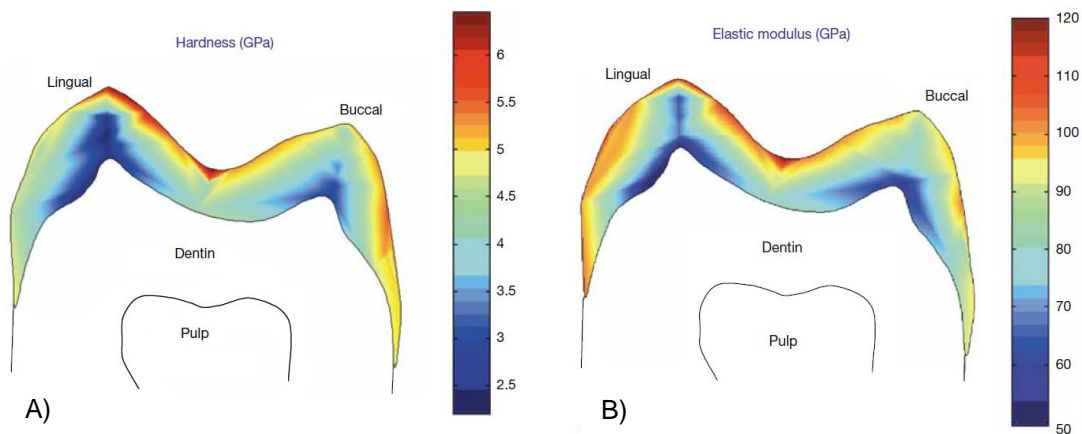 Hardness (GPa)
Lingual
Buccal
Dentin
Pulp
6
5.5
5
4.5
4
3.5
3
2.5
A)
Elastic modulus (GPa)
Lingual
Buccal
Dentin
Pulp
120
110
100
90
80
70
60
50
B)